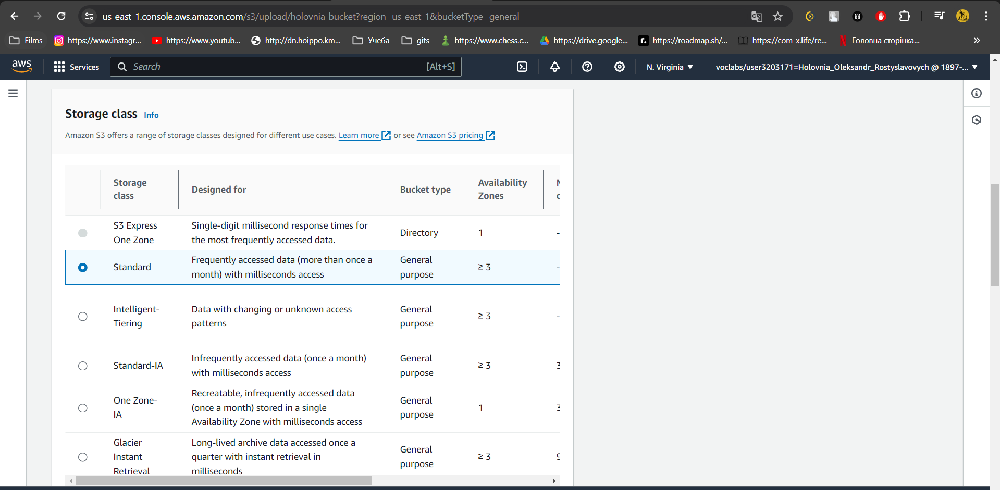 us-east-1.console.aws.amazon.com/s3/upload/holovnia-bucket?region=us-east-1&bucketType=general
Films https://www.instagr... https://www.youtub... http://dn.hoippo.km... Учеба gits https://www.chess.c... https://drive.google... https://roadmap.sh/... https://com-x.life/re... Головна сторінка...
aws Services Search [Alt+S] N. Virginia voclabs/user3203171=Holovnia_Oleksandr_Rostyslavovych @ 1897-...
Storage class Info
Amazon S3 offers a range of storage classes designed for different use cases. Learn more or see Amazon S3 pricing
Storage class Designed for Bucket type Availability Zones
S3 Express One Zone Single-digit millisecond response times for the most frequently accessed data. Directory 1 -
Standard Frequently accessed data (more than once a month) with milliseconds access General purpose ≥ 3 -
Intelligent-Tiering Data with changing or unknown access patterns General purpose ≥ 3 -
Standard-IA Infrequently accessed data (once a month) with milliseconds access General purpose ≥ 3 3
One Zone-IA Recreatable, infrequently accessed data (once a month) stored in a single Availability Zone with milliseconds access General purpose 1 3
Glacier Instant Retrieval Long-lived archive data accessed once a quarter with instant retrieval in milliseconds General purpose ≥ 3 9